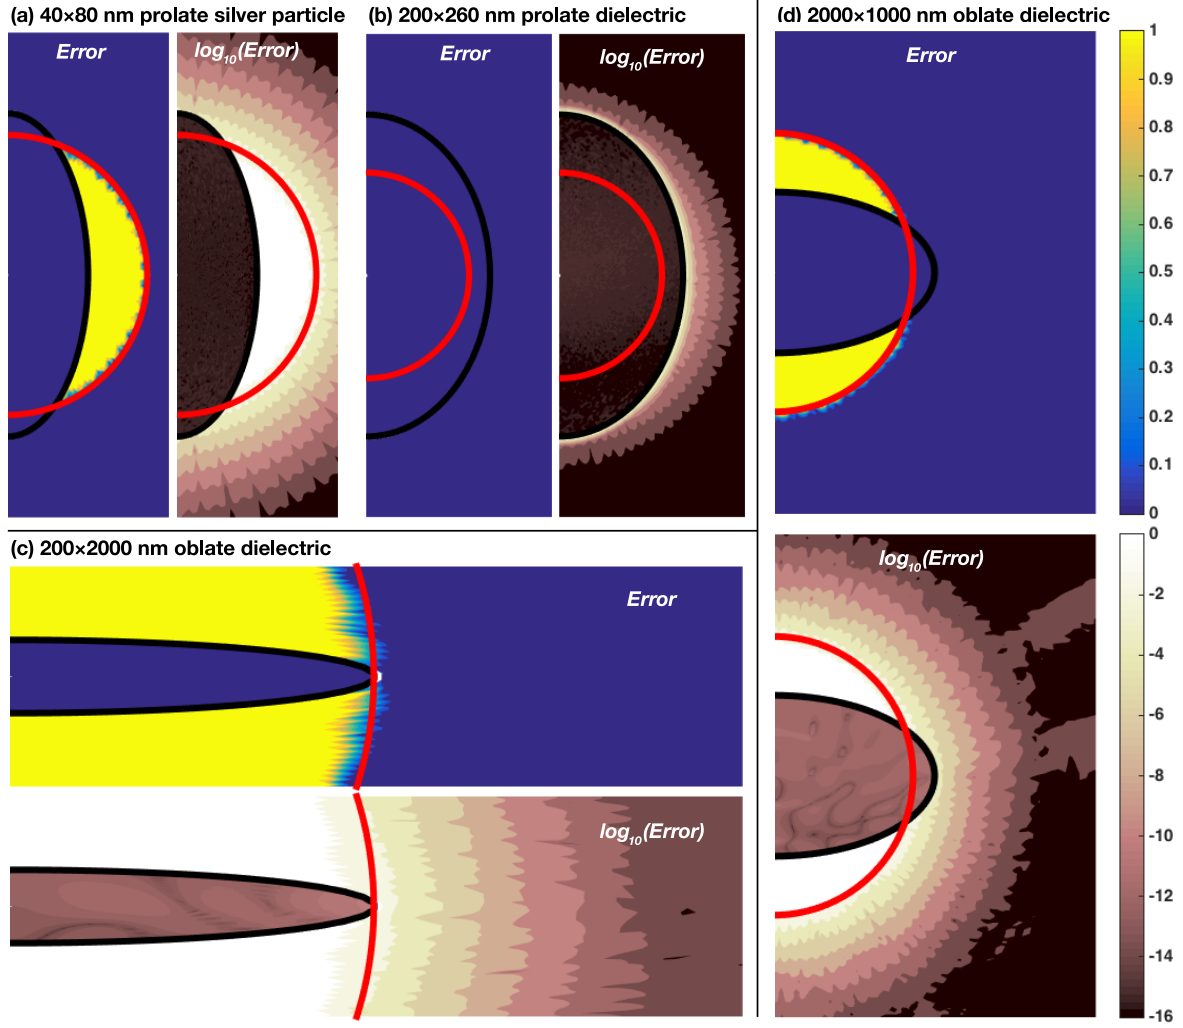 (a) 40×80 nm prolate silver particle
Error
log10(Error)
(b) 200×260 nm prolate dielectric
Error
log10(Error)
(c) 200×2000 nm oblate dielectric
Error
log10(Error)
(d) 2000×1000 nm oblate dielectric
Error
1
0.9
0.8
0.7
0.6
0.5
0.4
0.3
0.2
0.1
0
log10(Error)
0
-2
-4
-6
-8
-10
-12
-14
-16